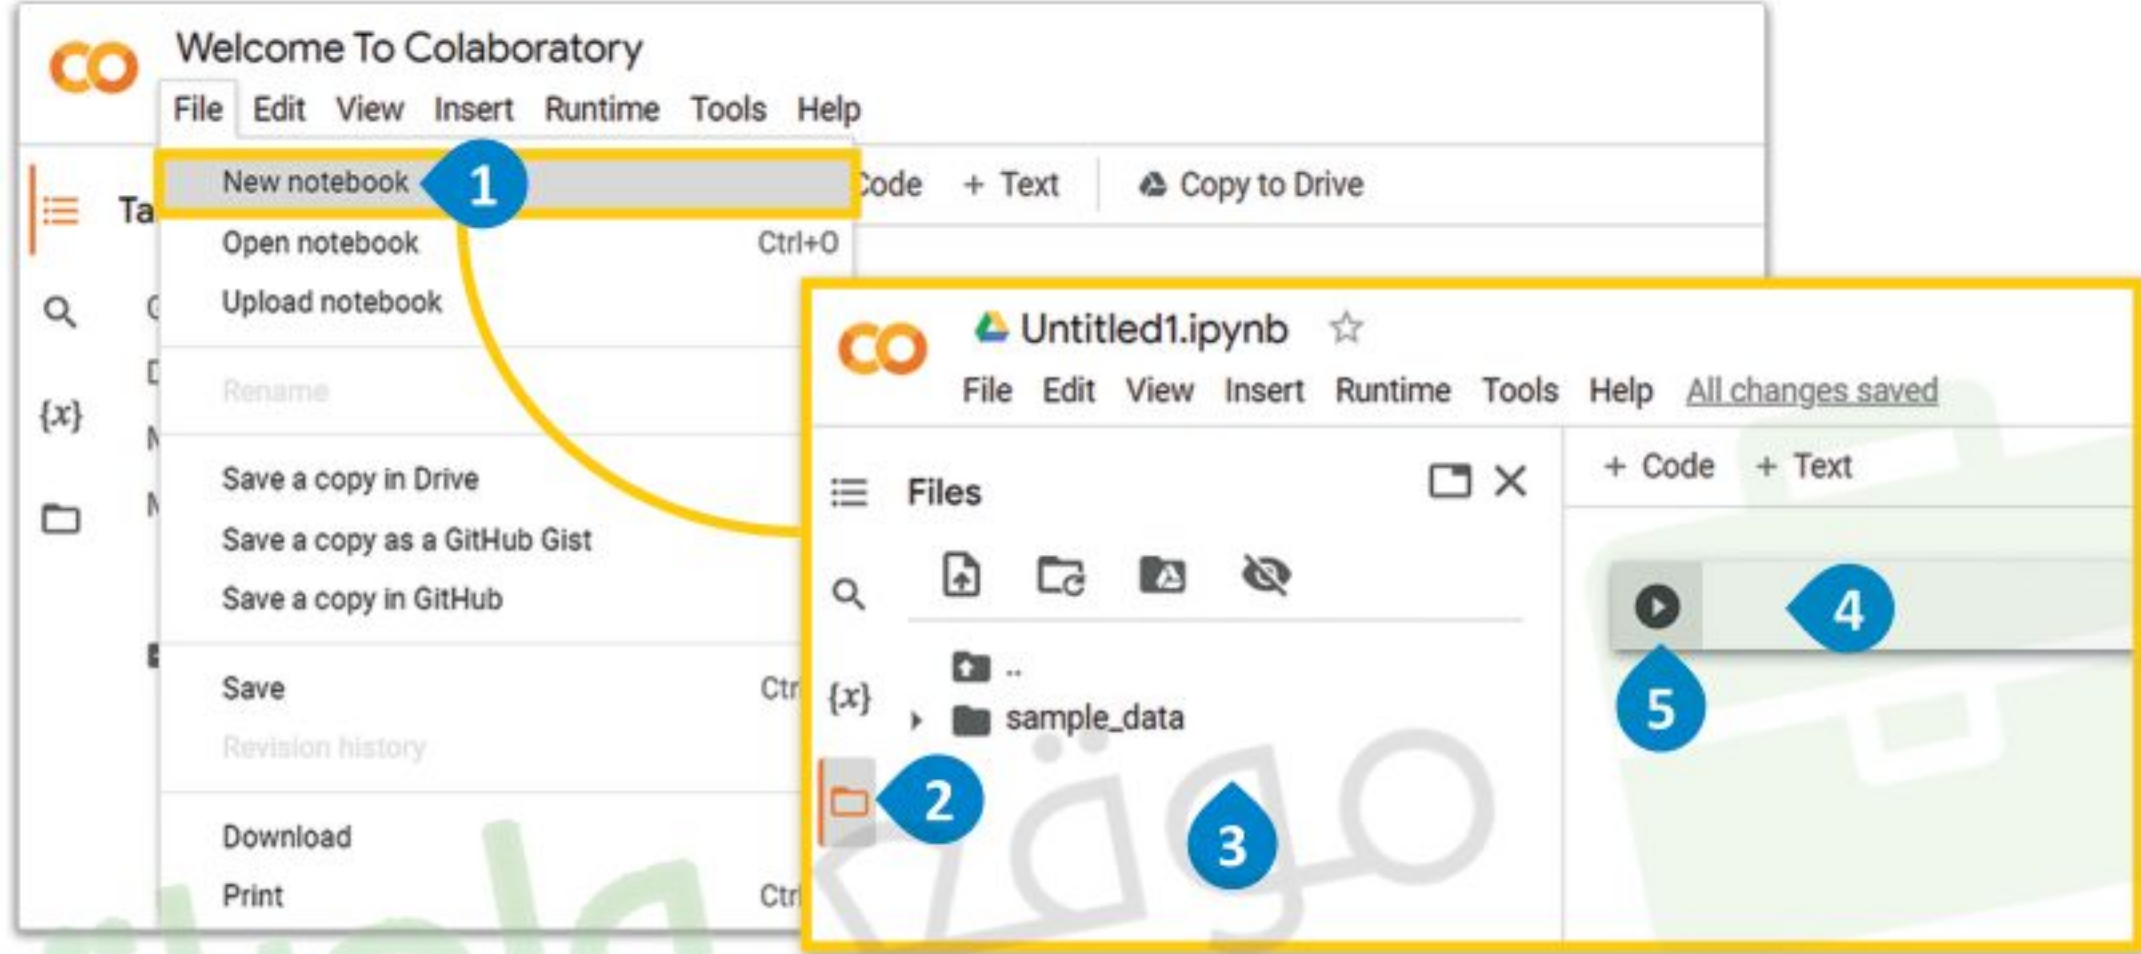 Welcome To Colaboratory
File Edit View Insert Runtime Tools Help
New notebook 1
Code + Text Copy to Drive
Ta
Open notebook Ctrl+O
Upload notebook
Rename
{x}
Save a copy in Drive
Save a copy as a GitHub Gist
Save a copy in GitHub
Save Ctr
Revision history
Download
Print Ctrl
Untitled1.ipynb
File Edit View Insert Runtime Tools Help All changes saved
Files
+ Code + Text
4
5
..
{x}
sample_data
2
3